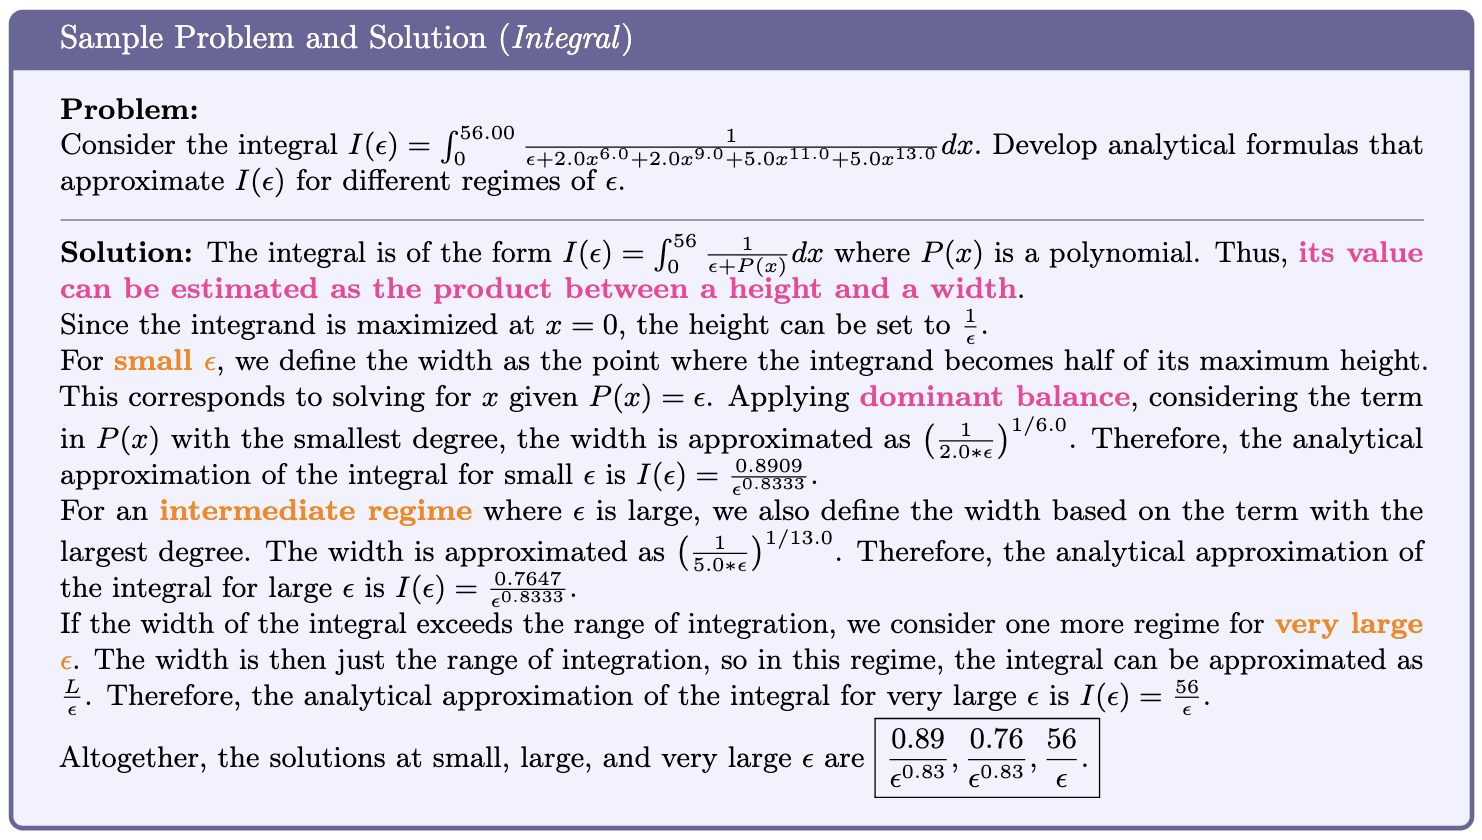 Sample Problem and Solution (Integral)
Problem:
Consider the integral $I(\epsilon) = \int_0^{56.00} \frac{1}{\epsilon+2.0x^{6.0}+2.0x^{9.0}+5.0x^{11.0}+5.0x^{13.0}} dx$. Develop analytical formulas that
approximate $I(\epsilon)$ for different regimes of $\epsilon$.
Solution: The integral is of the form $I(\epsilon) = \int_0^{56} \frac{1}{\epsilon+P(x)} dx$ where $P(x)$ is a polynomial. Thus, its value
can be estimated as the product between a height and a width.
Since the integrand is maximized at $x = 0$, the height can be set to $\frac{1}{\epsilon}$.
For small $\epsilon$, we define the width as the point where the integrand becomes half of its maximum height.
This corresponds to solving for $x$ given $P(x) = \epsilon$. Applying dominant balance, considering the term
in $P(x)$ with the smallest degree, the width is approximated as $\left(\frac{1}{2.0*\epsilon}\right)^{1/6.0}$. Therefore, the analytical
approximation of the integral for small $\epsilon$ is $I(\epsilon) = \frac{0.8909}{\epsilon^{0.8333}}$.
For an intermediate regime where $\epsilon$ is large, we also define the width based on the term with the
largest degree. The width is approximated as $\left(\frac{1}{5.0*\epsilon}\right)^{1/13.0}$. Therefore, the analytical approximation of
the integral for large $\epsilon$ is $I(\epsilon) = \frac{0.7647}{\epsilon^{0.8333}}$.
If the width of the integral exceeds the range of integration, we consider one more regime for very large
$\epsilon$. The width is then just the range of integration, so in this regime, the integral can be approximated as
$\frac{L}{\epsilon}$. Therefore, the analytical approximation of the integral for very large $\epsilon$ is $I(\epsilon) = \frac{56}{\epsilon}$.
Altogether, the solutions at small, large, and very large $\epsilon$ are $\boxed{\frac{0.89}{\epsilon^{0.83}}, \frac{0.76}{\epsilon^{0.83}}, \frac{56}{\epsilon}.}$